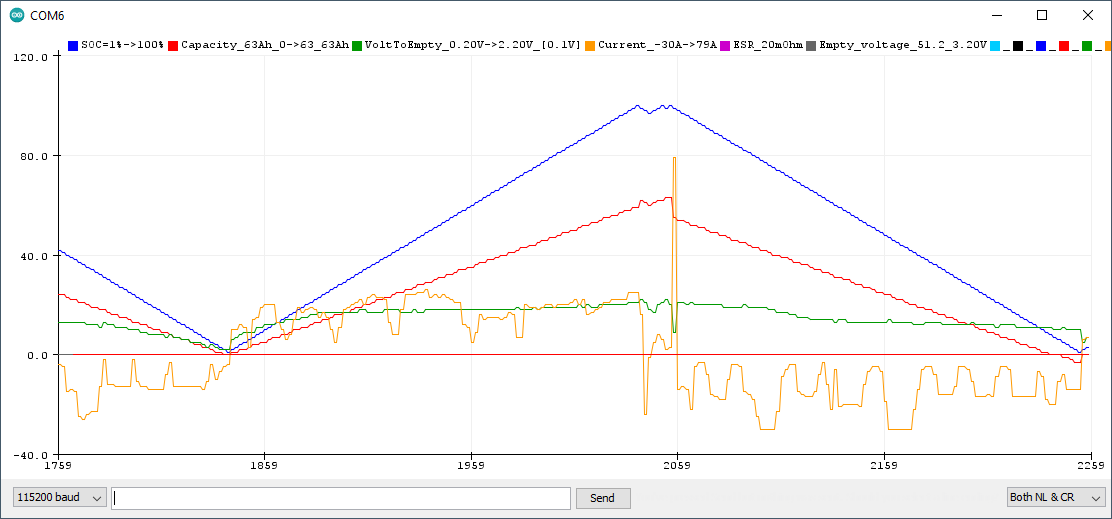 COM6
SOC=1%->100% Capacity_63Ah_0->63_63Ah VoltToEmpty_0.20V->2.20V_[0.1V] Current_-30A->79A ESR_20mOhm Empty_voltage_51.2_3.20V _ _ _ _ _
120.0
80.0
40.0
0.0
-40.0
1759 1859 1959 2059 2159 2259
115200 baud Send Both NL & CR